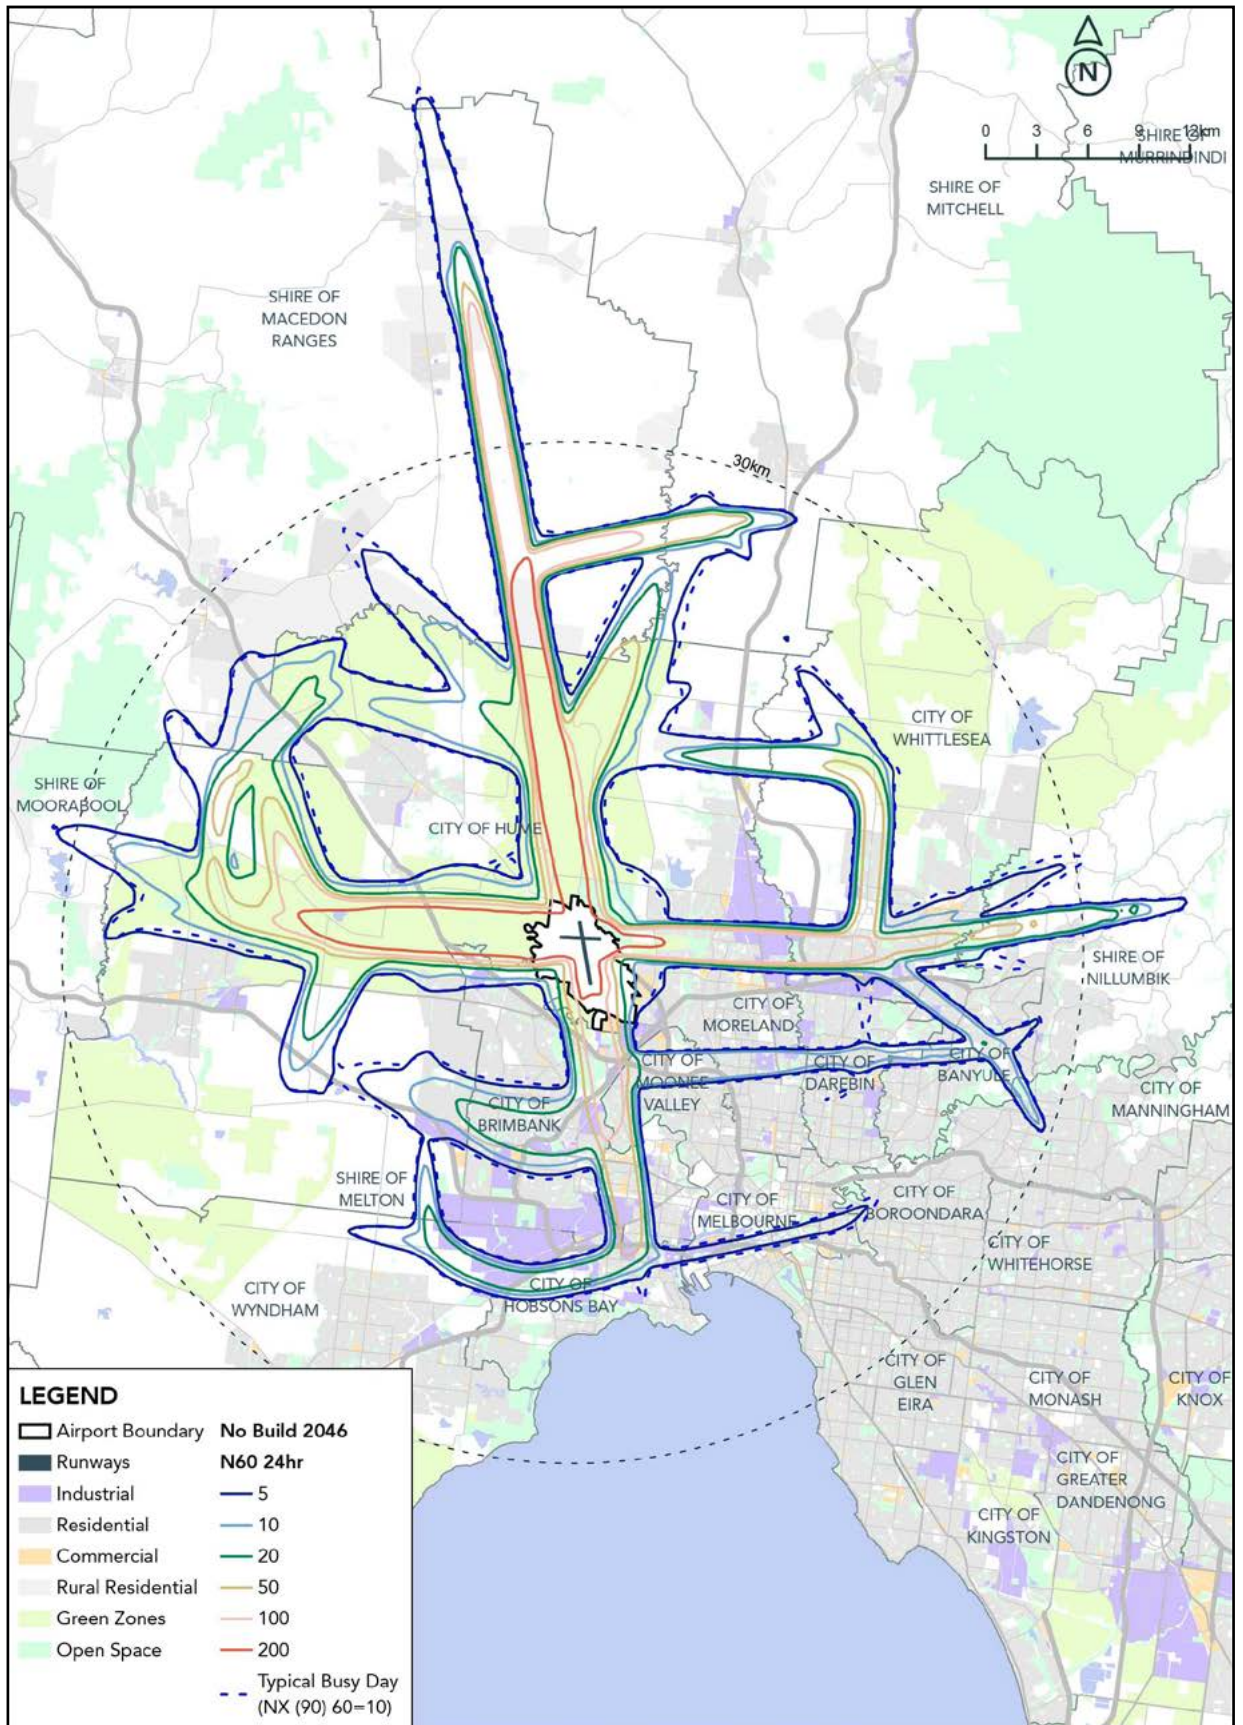 N
0 3 6 9 12km
SHIRE OF
MURRINDINDI
SHIRE OF
MITCHELL
SHIRE OF
MACEDON
RANGES
30km
CITY OF
WHITTLESEA
SHIRE OF
MOORABOOL
CITY OF HUME
SHIRE OF
NILLUMBIK
CITY OF
MORELAND
CITY OF
MOONEE
VALLEY
CITY OF
DAREBIN
CITY OF
BANYULE
CITY OF
MANNINGHAM
CITY OF
BRIMBANK
SHIRE OF
MELTON
CITY OF
MELBOURNE
CITY OF
BOROONDARA
CITY OF
WHITEHORSE
CITY OF
WYNDHAM
CITY OF
HOBSONS BAY
CITY OF
GLEN
EIRA
CITY OF
MONASH
CITY OF
KNOX
CITY OF
GREATER
DANDENONG
CITY OF
KINGSTON
LEGEND
Airport Boundary
Runways
Industrial
Residential
Commercial
Rural Residential
Green Zones
Open Space
No Build 2046
N60 24hr
5
10
20
50
100
200
Typical Busy Day
(NX (90) 60=10)